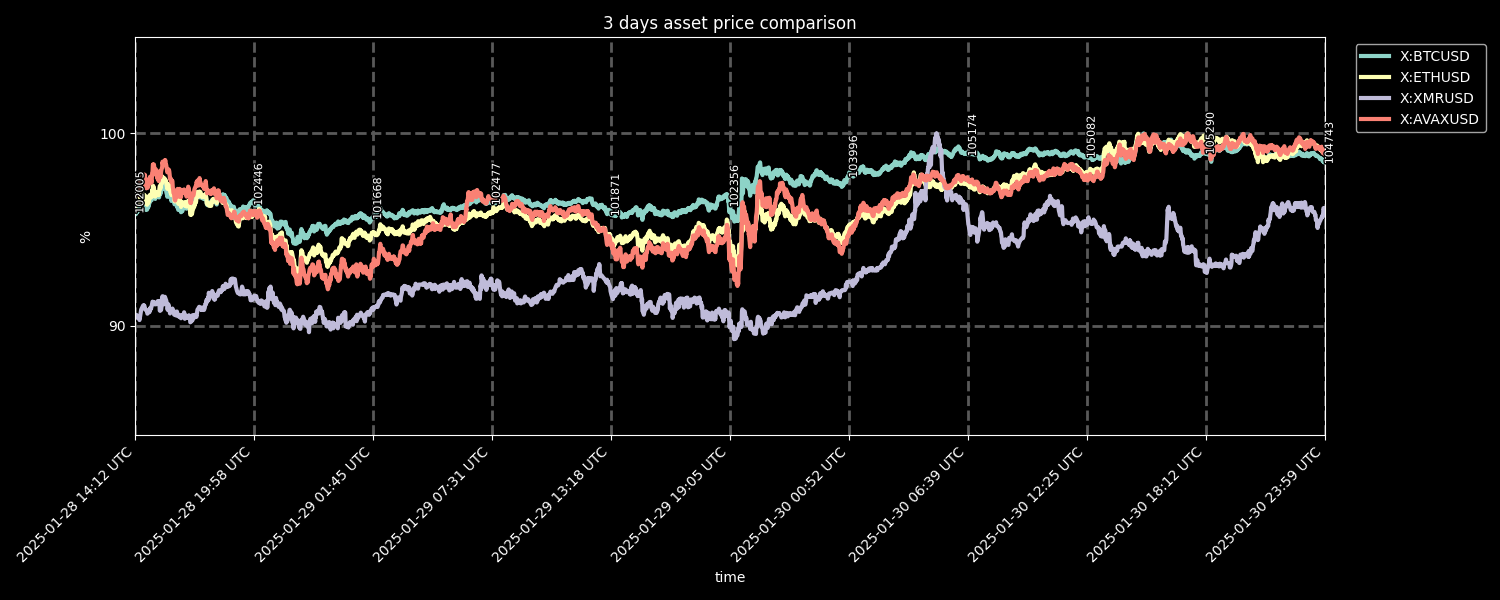 3 days asset price comparison
X:BTCUSD
X:ETHUSD
X:XMRUSD
X:AVAXUSD
100
90
%
102005
102446
101668
102477
101871
102356
103996
105174
105082
105290
104743
2025-01-28 14:12 UTC
2025-01-28 19:58 UTC
2025-01-29 01:45 UTC
2025-01-29 07:31 UTC
2025-01-29 13:18 UTC
2025-01-29 19:05 UTC
2025-01-30 00:52 UTC
2025-01-30 06:39 UTC
2025-01-30 12:25 UTC
2025-01-30 18:12 UTC
2025-01-30 23:59 UTC
time